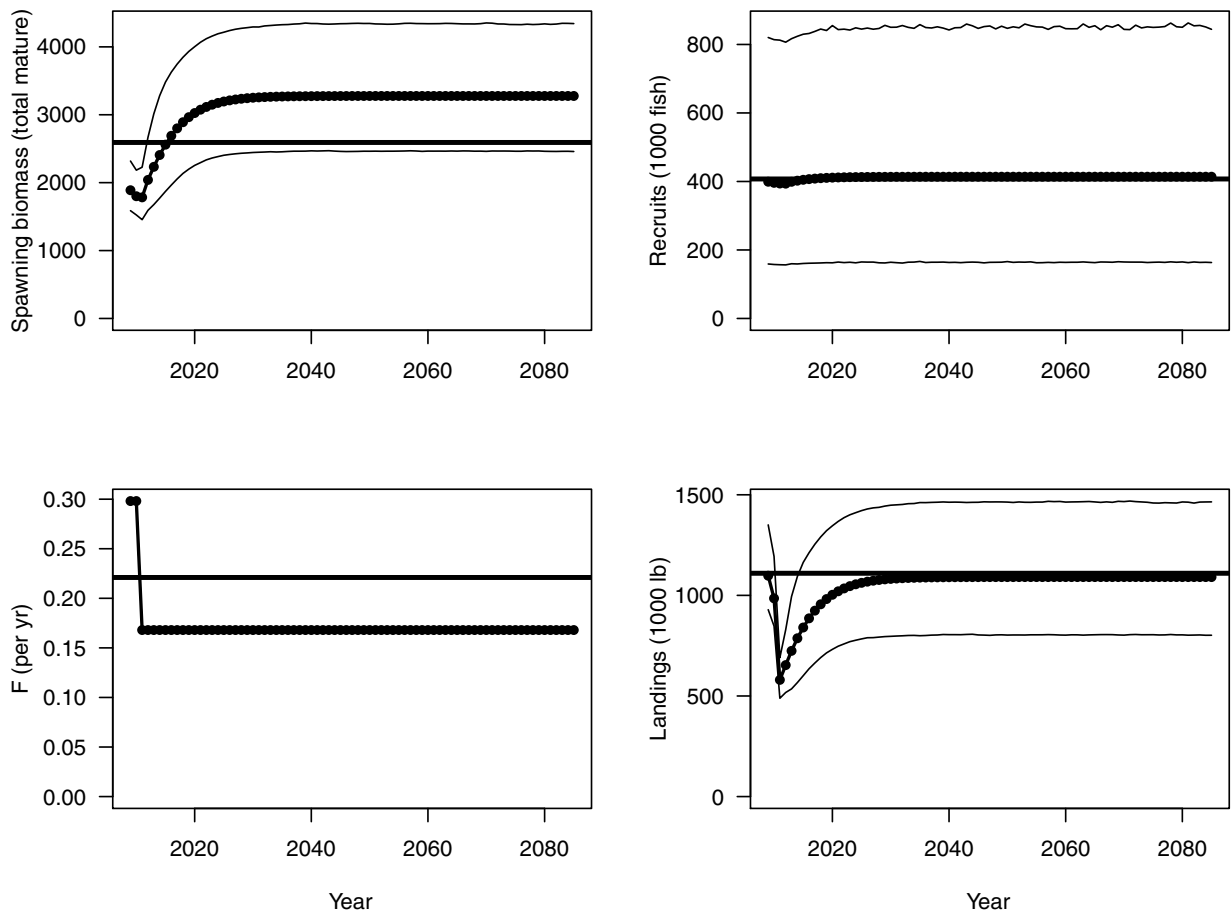 Spawning biomass (total mature)
4000
3000
2000
1000
0
2020 2040 2060 2080
Recruits (1000 fish)
800
600
400
200
0
2020 2040 2060 2080
F (per yr)
0.30
0.25
0.20
0.15
0.10
0.05
0.00
2020 2040 2060 2080
Year
Landings (1000 lb)
1500
1000
500
0
2020 2040 2060 2080
Year